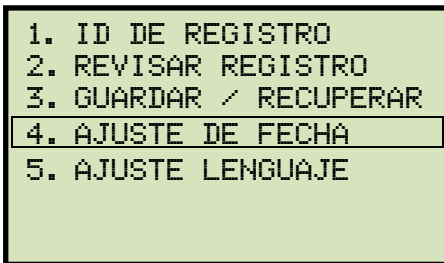 1. ID DE REGISTRO
2. REVISAR REGISTRO
3. GUARDAR / RECUPERAR
4. AJUSTE DE FECHA
5. AJUSTE LENGUAJE